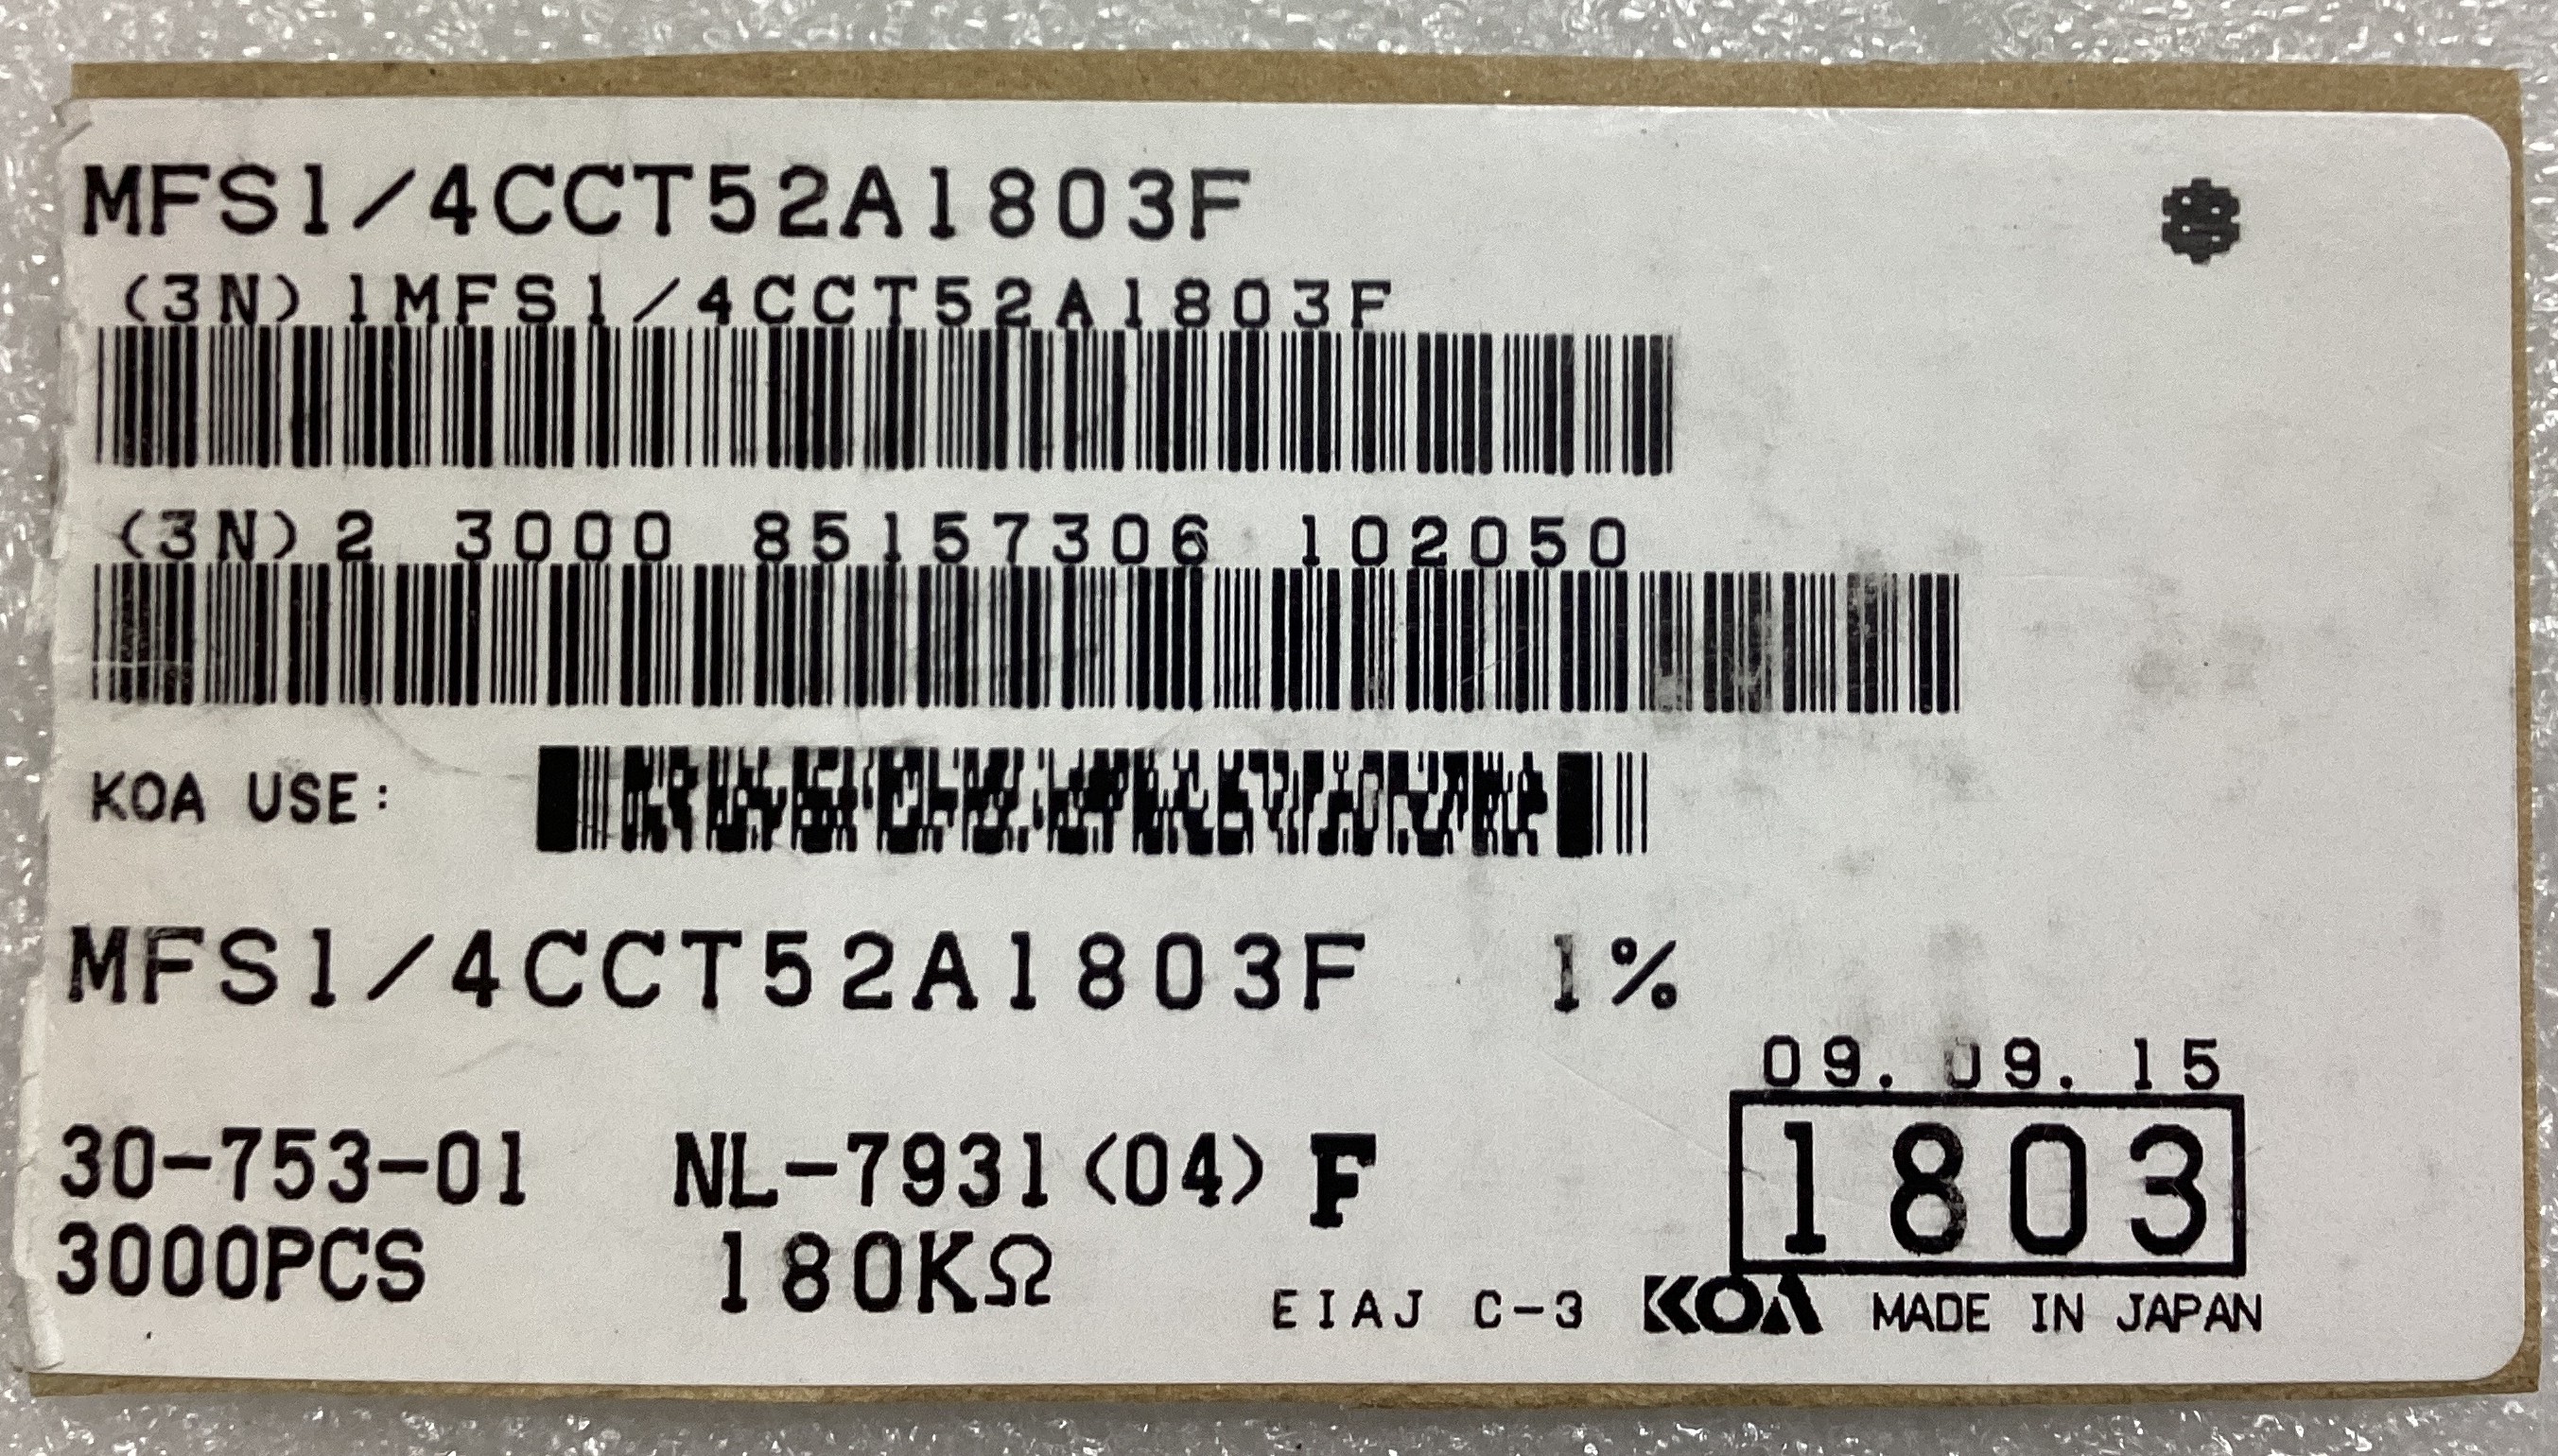 MFS1/4CCT52A1803F
(3N)1MFS1/4CCT52A1803F
(3N)2 3000 85157306 102050
KOA USE:
MFS1/4CCT52A1803F 1%
09.09.15
30-753-01 NL-7931(04) F 1803
3000PCS 180KΩ
EIAJ C-3 KOA MADE IN JAPAN